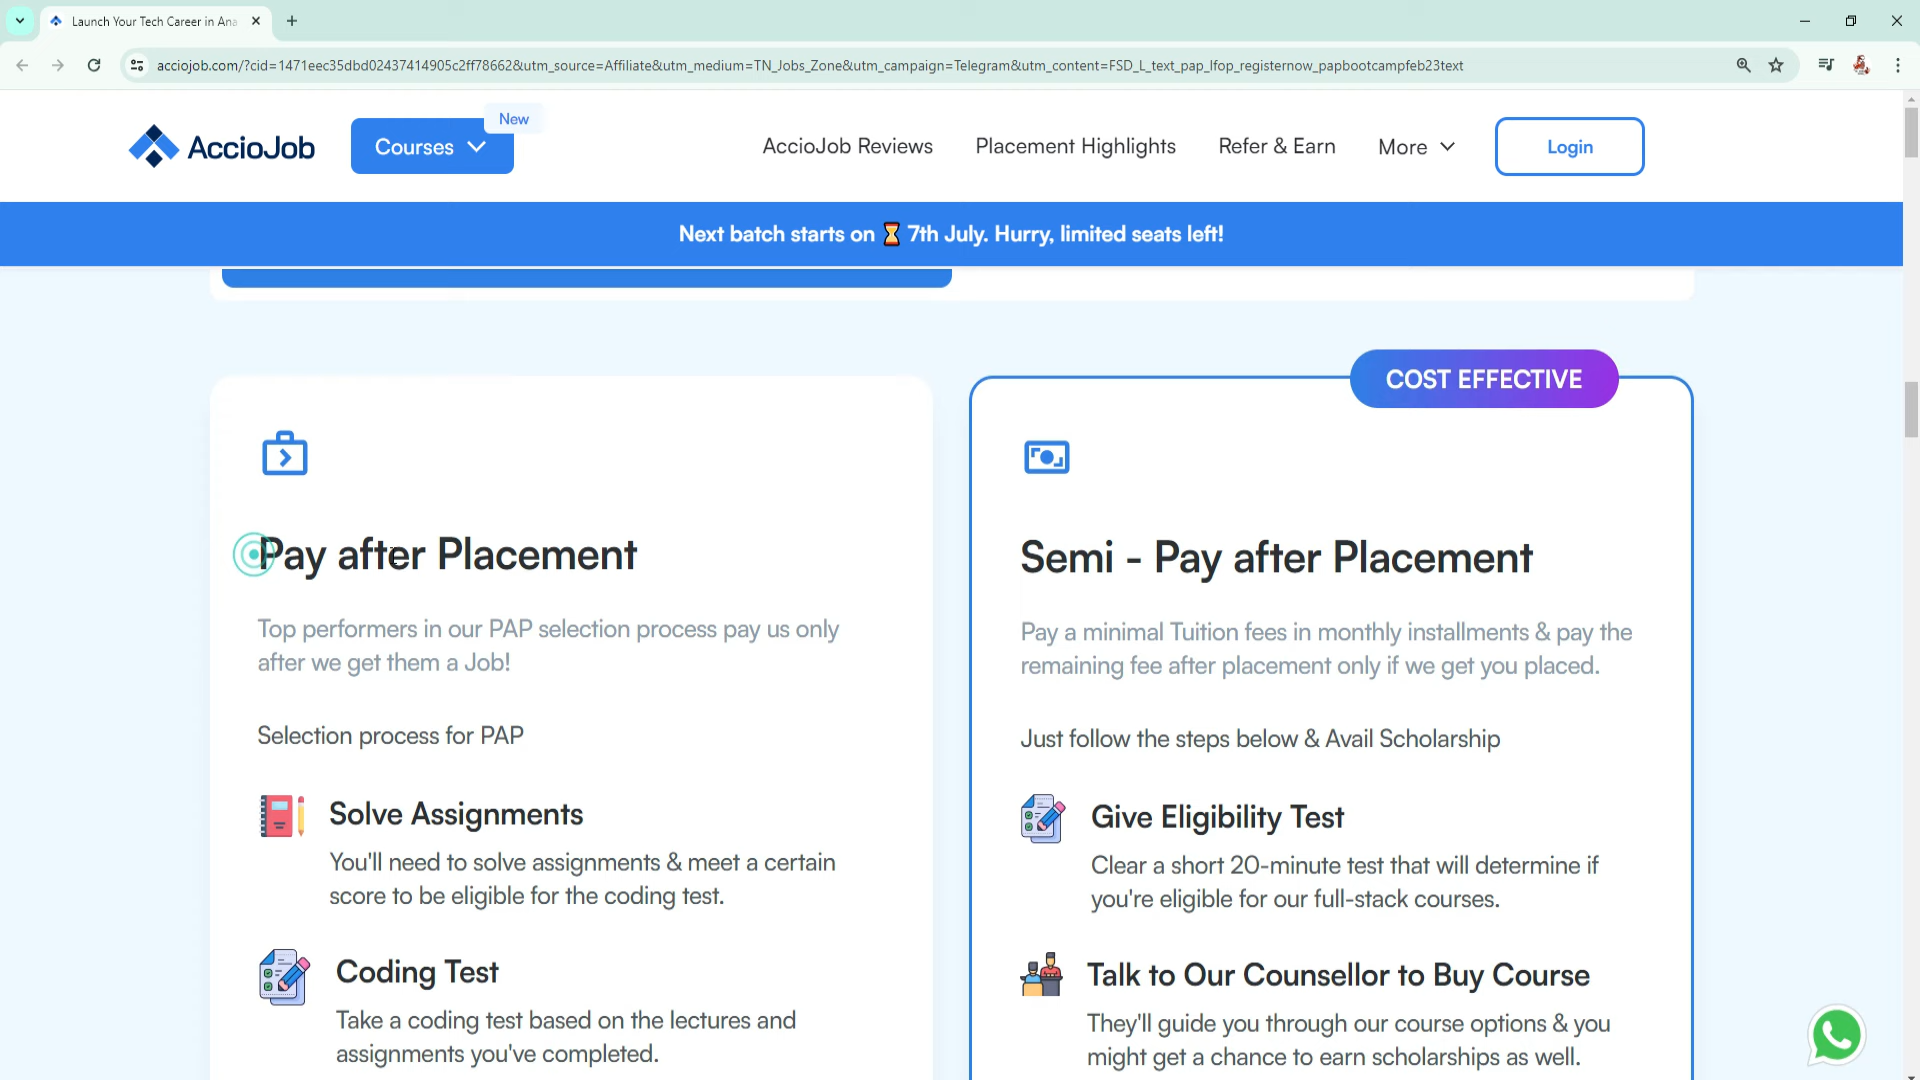 Launch Your Tech Career in Ana
acciojob.com/?cid=1471eec35dbd02437414905c2ff78662&utm_source=Affiliate&utm_medium=TN_Jobs_Zone&utm_campaign=Telegram&utm_content=FSD_L_text_pap_lfop_registernow_papbootcampfeb23text
AccioJob
Courses
New
AccioJob Reviews
Placement Highlights
Refer & Earn
More
Login
Next batch starts on ⏳ 7th July. Hurry, limited seats left!
Pay after Placement
Top performers in our PAP selection process pay us only
after we get them a Job!
Selection process for PAP
Solve Assignments
You'll need to solve assignments & meet a certain
score to be eligible for the coding test.
Coding Test
Take a coding test based on the lectures and
assignments you've completed.
COST EFFECTIVE
Semi - Pay after Placement
Pay a minimal Tuition fees in monthly installments & pay the
remaining fee after placement only if we get you placed.
Just follow the steps below & Avail Scholarship
Give Eligibility Test
Clear a short 20-minute test that will determine if
you're eligible for our full-stack courses.
Talk to Our Counsellor to Buy Course
They'll guide you through our course options & you
might get a chance to earn scholarships as well.